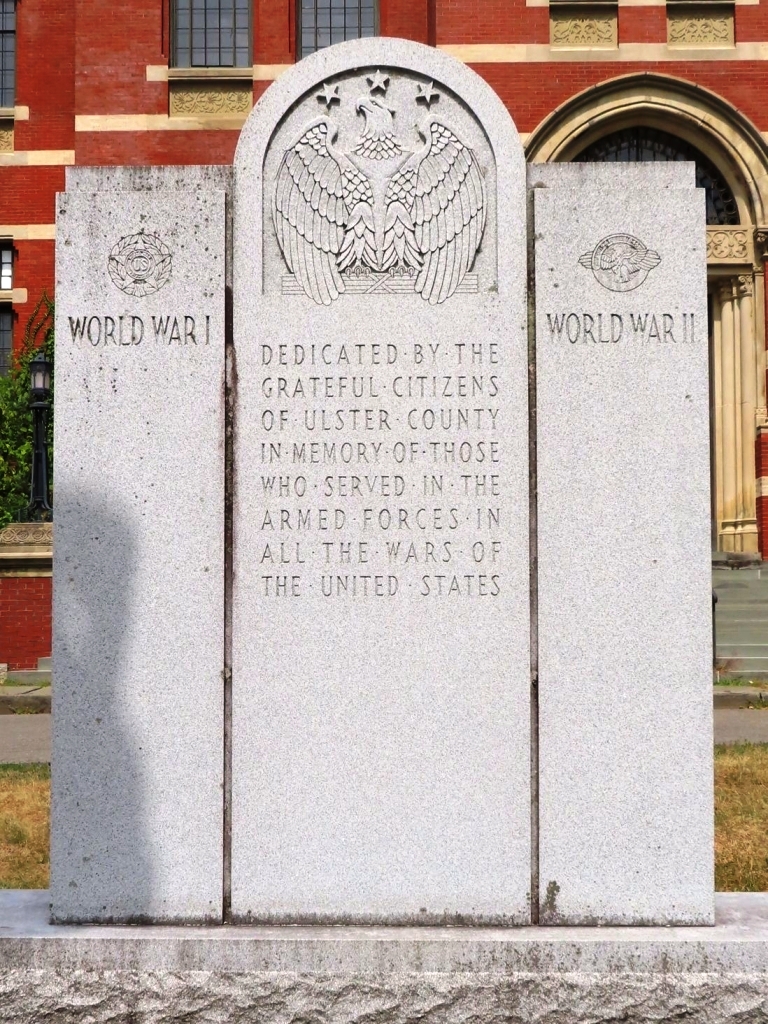 WORLD WAR I
DEDICATED·BY·THE
GRATEFUL·CITIZENS
OF·ULSTER·COUNTY
IN·MEMORY·OF·THOSE
WHO·SERVED·IN·THE
ARMED·FORCES·IN
ALL·THE·WARS·OF
THE·UNITED·STATES
WORLD WAR II